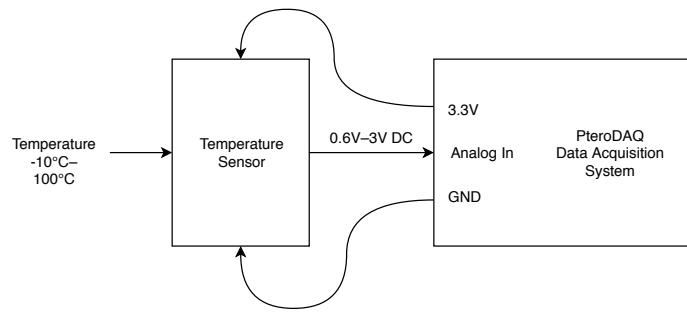 Temperature
-10°C–
100°C
Temperature
Sensor
0.6V–3V DC
3.3V
Analog In
GND
PteroDAQ
Data Acquisition
System